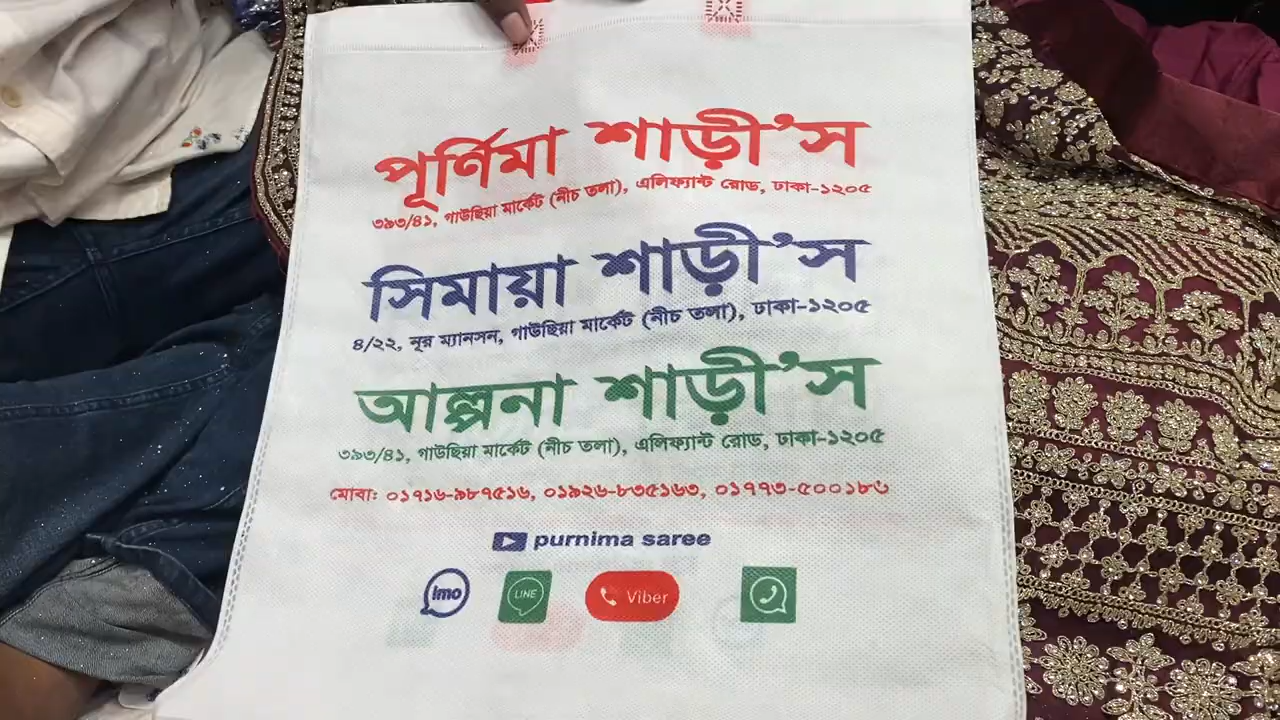 পূর্ণিমা শাড়ী'স
৩৯৩/৪১, গাউছিয়া মার্কেট (নীচ তলা), এলিফ্যান্ট রোড, ঢাকা-১২০৫
সিমায়া শাড়ী'স
৪/২২, নূর ম্যানসন, গাউছিয়া মার্কেট (নীচ তলা), ঢাকা-১২০৫
আল্পনা শাড়ী'স
৩৯৩/৪১, গাউছিয়া মার্কেট (নীচ তলা), এলিফ্যান্ট রোড, ঢাকা-১২০৫
মোবা: ০১৭১৬-৯৮৭৫১৬, ০১৯২৬-৮৩৫১৬৩, ০১৭৭৩-৫০০১৮৬
purnima saree
imo LINE Viber